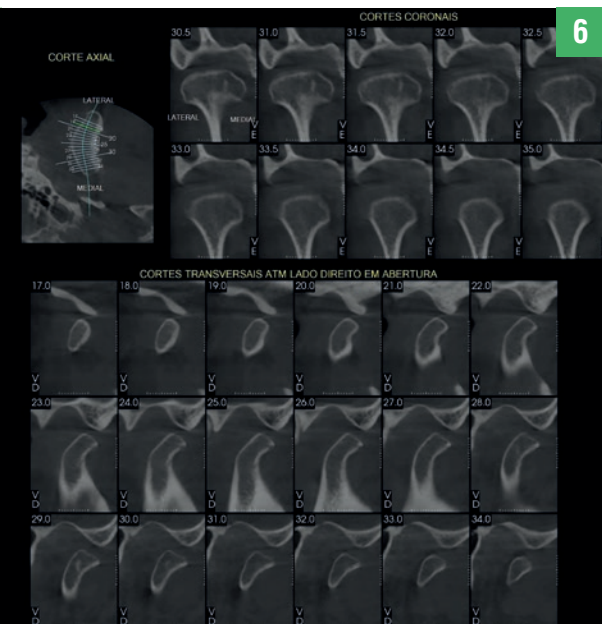 6
CORTES CORONAIS
CORTE AXIAL
30.5 31.0 31.5 32.0 32.5
LATERAL
LATERAL MEDIAL
V V V V V
E E E E E
33.0 33.5 34.0 34.5 35.0
MEDIAL
V V V V V
E E E E E
CORTES TRANSVERSAIS ATM LADO DIREITO EM ABERTURA
17.0 18.0 19.0 20.0 21.0 22.0
V V V V V V
D D D D D D
23.0 24.0 25.0 26.0 27.0 28.0
V V V V V V
D D D D D D
29.0 30.0 31.0 32.0 33.0 34.0
V V V V V V
D D D D D D